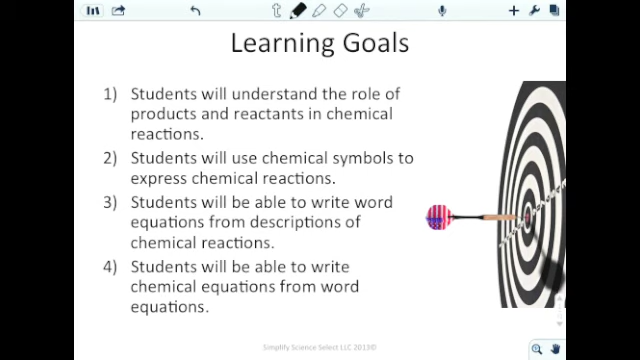 Learning Goals
1) Students will understand the role of
products and reactants in chemical
reactions.
2) Students will use chemical symbols to
express chemical reactions.
3) Students will be able to write word
equations from descriptions of
chemical reactions.
4) Students will be able to write
chemical equations from word
equations.
Simplify Science Select LLC 2013©